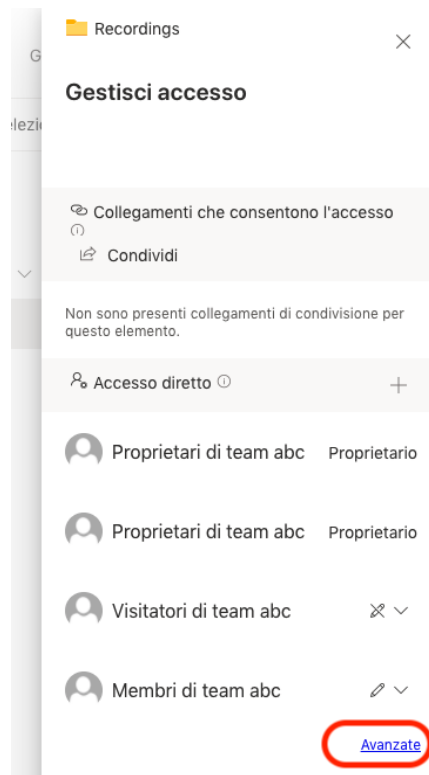 Recordings
G
Gestisci accesso
elezi
Collegamenti che consentono l'accesso
Condividi
Non sono presenti collegamenti di condivisione per
questo elemento.
Accesso diretto
Proprietari di team abc Proprietario
Proprietari di team abc Proprietario
Visitatori di team abc
Membri di team abc
Avanzate